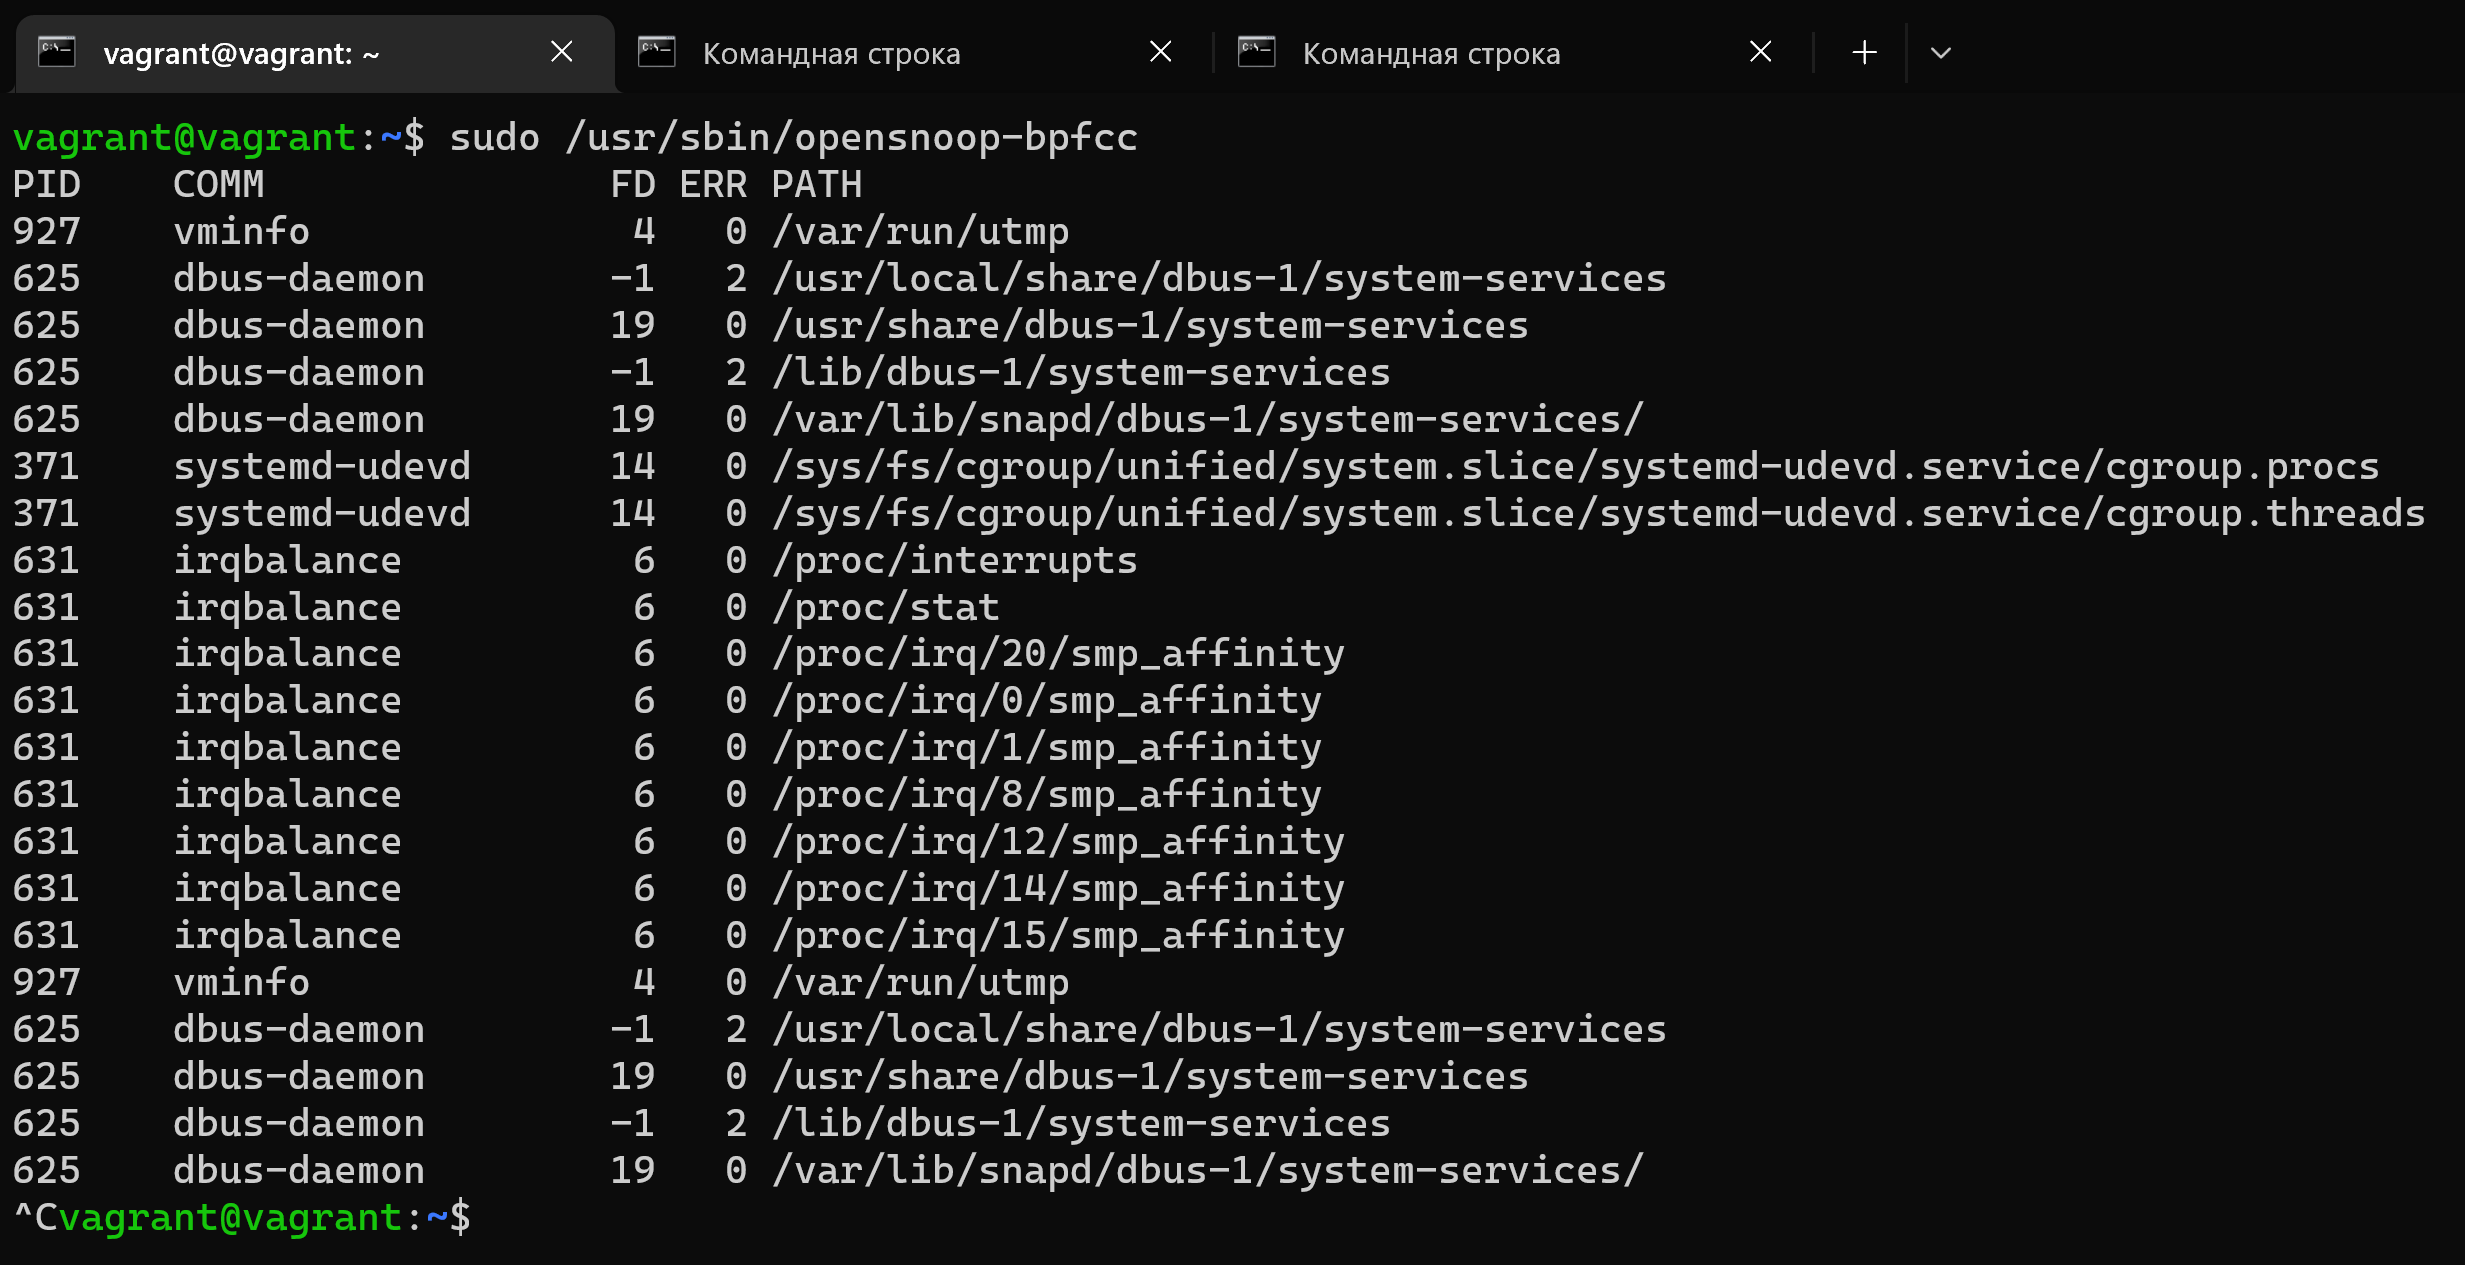 vagrant@vagrant: ~
Командная строка
Командная строка
vagrant@vagrant:~$ sudo /usr/sbin/opensnoop-bpfcc
PID    COMM               FD ERR PATH
927    vminfo              4   0 /var/run/utmp
625    dbus-daemon        -1   2 /usr/local/share/dbus-1/system-services
625    dbus-daemon        19   0 /usr/share/dbus-1/system-services
625    dbus-daemon        -1   2 /lib/dbus-1/system-services
625    dbus-daemon        19   0 /var/lib/snapd/dbus-1/system-services/
371    systemd-udevd      14   0 /sys/fs/cgroup/unified/system.slice/systemd-udevd.service/cgroup.procs
371    systemd-udevd      14   0 /sys/fs/cgroup/unified/system.slice/systemd-udevd.service/cgroup.threads
631    irqbalance          6   0 /proc/interrupts
631    irqbalance          6   0 /proc/stat
631    irqbalance          6   0 /proc/irq/20/smp_affinity
631    irqbalance          6   0 /proc/irq/0/smp_affinity
631    irqbalance          6   0 /proc/irq/1/smp_affinity
631    irqbalance          6   0 /proc/irq/8/smp_affinity
631    irqbalance          6   0 /proc/irq/12/smp_affinity
631    irqbalance          6   0 /proc/irq/14/smp_affinity
631    irqbalance          6   0 /proc/irq/15/smp_affinity
927    vminfo              4   0 /var/run/utmp
625    dbus-daemon        -1   2 /usr/local/share/dbus-1/system-services
625    dbus-daemon        19   0 /usr/share/dbus-1/system-services
625    dbus-daemon        -1   2 /lib/dbus-1/system-services
625    dbus-daemon        19   0 /var/lib/snapd/dbus-1/system-services/
^Cvagrant@vagrant:~$